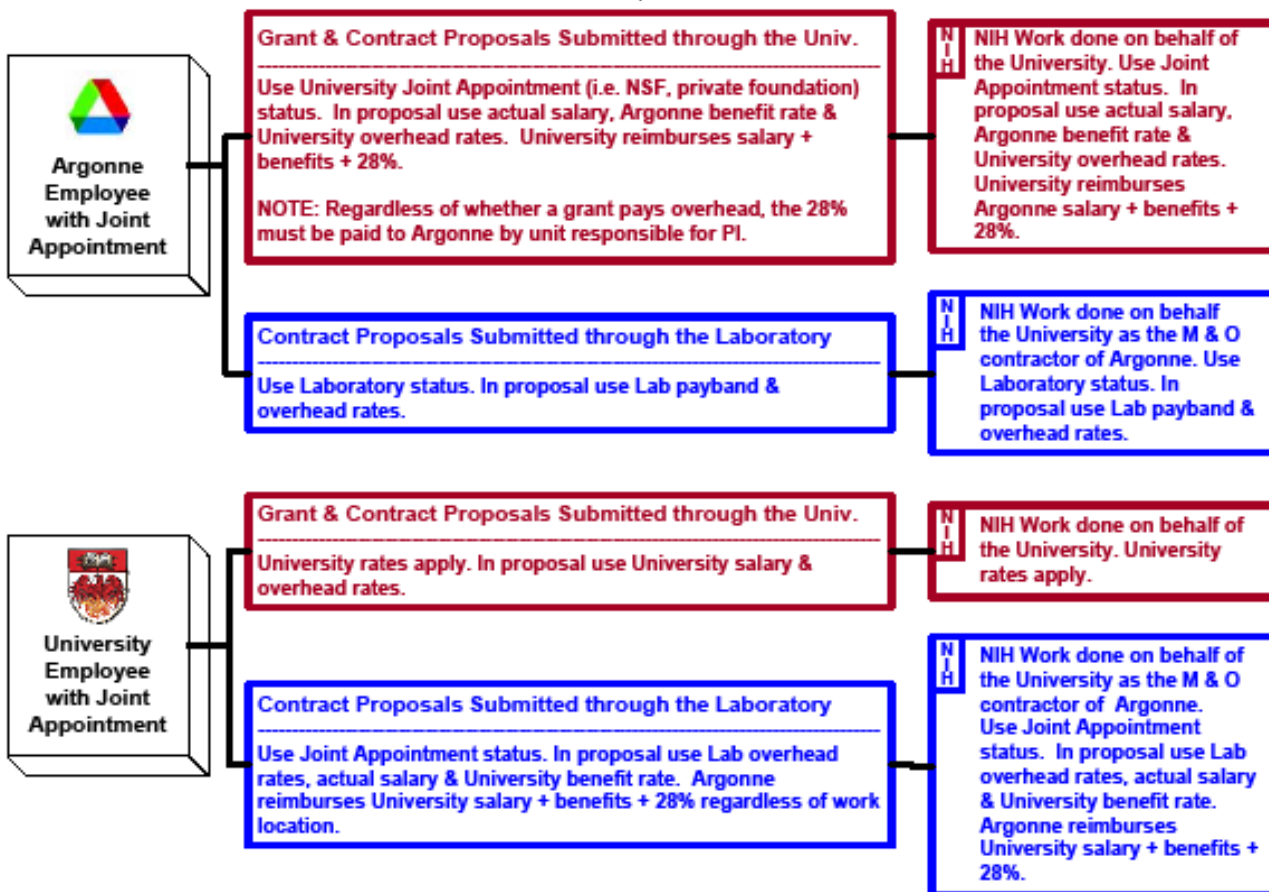 Argonne
Employee
with Joint
Appointment
Grant & Contract Proposals Submitted through the Univ.
Use University Joint Appointment (i.e. NSF, private foundation)
status. In proposal use actual salary, Argonne benefit rate &
University overhead rates. University reimburses salary +
benefits + 28%.
NOTE: Regardless of whether a grant pays overhead, the 28%
must be paid to Argonne by unit responsible for PI.
NIH
NIH Work done on behalf of
the University. Use Joint
Appointment status. In
proposal use actual salary,
Argonne benefit rate &
University overhead rates.
University reimburses
Argonne salary + benefits +
28%.
Contract Proposals Submitted through the Laboratory
Use Laboratory status. In proposal use Lab payband &
overhead rates.
NIH
NIH Work done on behalf
the University as the M & O
contractor of Argonne. Use
Laboratory status. In
proposal use Lab payband &
overhead rates.
University
Employee
with Joint
Appointment
Grant & Contract Proposals Submitted through the Univ.
University rates apply. In proposal use University salary &
overhead rates.
NIH
NIH Work done on behalf of
the University. University
rates apply.
Contract Proposals Submitted through the Laboratory
Use Joint Appointment status. In proposal use Lab overhead
rates, actual salary & University benefit rate. Argonne
reimburses University salary + benefits + 28% regardless of work
location.
NIH
NIH Work done on behalf of
the University as the M & O
contractor of Argonne.
Use Joint Appointment
status. In proposal use Lab
overhead rates, actual salary
& University benefit rate.
Argonne reimburses
University salary + benefits +
28%.